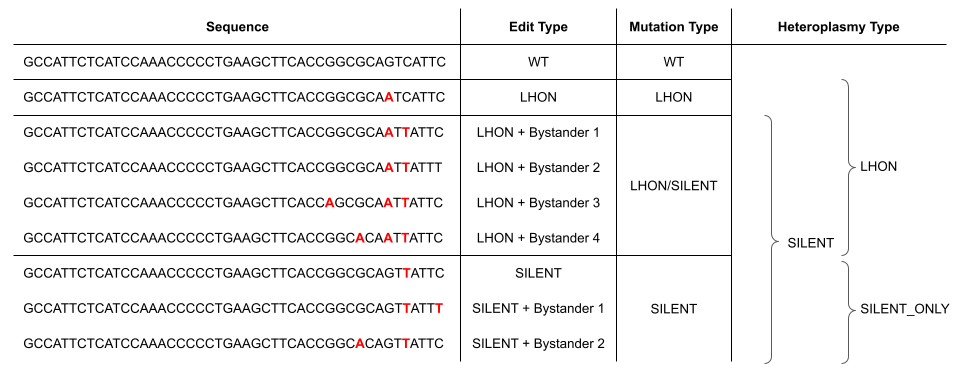 Sequence Edit Type Mutation Type Heteroplasmy Type
GCCATTCTCATCCAAACCCCCTGAAGCTTCACCGGCGCAGTCATTC WT WT
GCCATTCTCATCCAAACCCCCTGAAGCTTCACCGGCGCAATCATTC LHON LHON
GCCATTCTCATCCAAACCCCCTGAAGCTTCACCGGCGCAATTATTC LHON + Bystander 1
GCCATTCTCATCCAAACCCCCTGAAGCTTCACCGGCGCAATTATTT LHON + Bystander 2
LHON
LHON/SILENT
GCCATTCTCATCCAAACCCCCTGAAGCTTCACCAGCGCAATTATTC LHON + Bystander 3
GCCATTCTCATCCAAACCCCCTGAAGCTTCACCGGCACAATTATTC LHON + Bystander 4
SILENT
GCCATTCTCATCCAAACCCCCTGAAGCTTCACCGGCGCAGTTATTC SILENT
GCCATTCTCATCCAAACCCCCTGAAGCTTCACCGGCGCAGTTATTT SILENT + Bystander 1 SILENT SILENT_ONLY
GCCATTCTCATCCAAACCCCCTGAAGCTTCACCGGCACAGTTATTC SILENT + Bystander 2